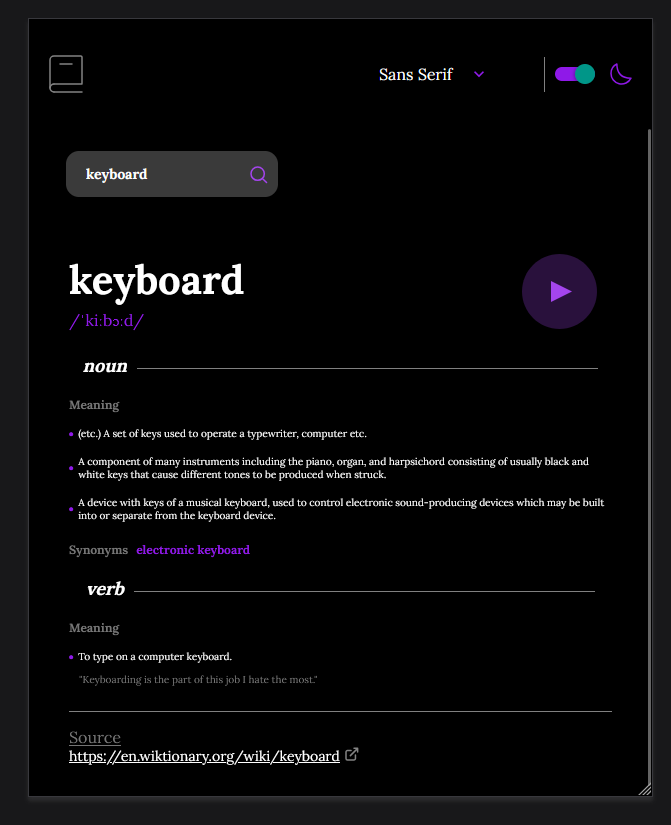 Sans Serif
keyboard
keyboard
/ˈkiːbɔːd/
noun
Meaning
(etc.) A set of keys used to operate a typewriter, computer etc.
A component of many instruments including the piano, organ, and harpsichord consisting of usually black and
white keys that cause different tones to be produced when struck.
A device with keys of a musical keyboard, used to control electronic sound-producing devices which may be built
into or separate from the keyboard device.
Synonyms electronic keyboard
verb
Meaning
To type on a computer keyboard.
"Keyboarding is the part of this job I hate the most."
Source
https://en.wiktionary.org/wiki/keyboard